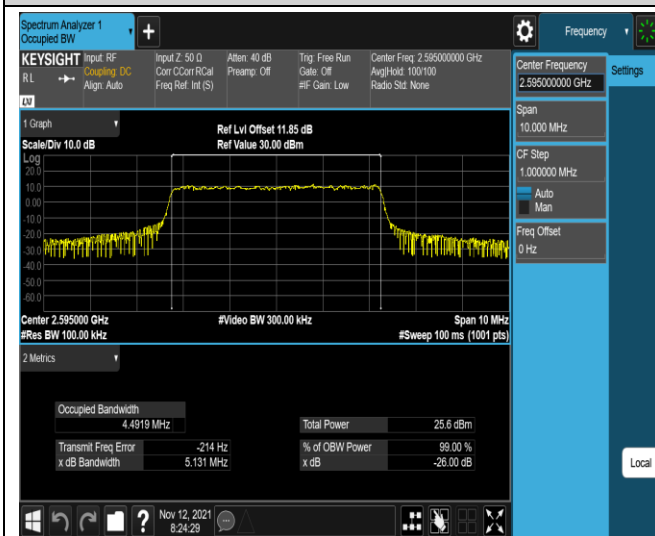 Spectrum Analyzer 1
Occupied BW
Frequency
KEYSIGHT
RL
Input: RF
Coupling: DC
Align: Auto
Input Z: 50 Ω
Corr CCorr RCal
Freq Ref: Int (S)
Atten: 40 dB
Preamp: Off
Trig: Free Run
Gate: Off
#IF Gain: Low
Center Freq: 2.595000000 GHz
Avg|Hold: 100/100
Radio Std: None
LXI
Center Frequency
2.595000000 GHz
Settings
Span
10.000 MHz
CF Step
1.000000 MHz
Auto
Man
Freq Offset
0 Hz
1 Graph
Scale/Div 10.0 dB
Ref Lvl Offset 11.85 dB
Ref Value 30.00 dBm
Log
20.0
10.0
0.00
-10.0
-20.0
-30.0
-40.0
-50.0
-60.0
Center 2.595000 GHz
#Video BW 300.00 kHz
Span 10 MHz
#Res BW 100.00 kHz
#Sweep 100 ms (1001 pts)
2 Metrics
Occupied Bandwidth
4.4919 MHz
Total Power 25.6 dBm
Transmit Freq Error -214 Hz
% of OBW Power 99.00 %
x dB Bandwidth 5.131 MHz
x dB -26.00 dB
Local
?
Nov 12, 2021
8:24:29